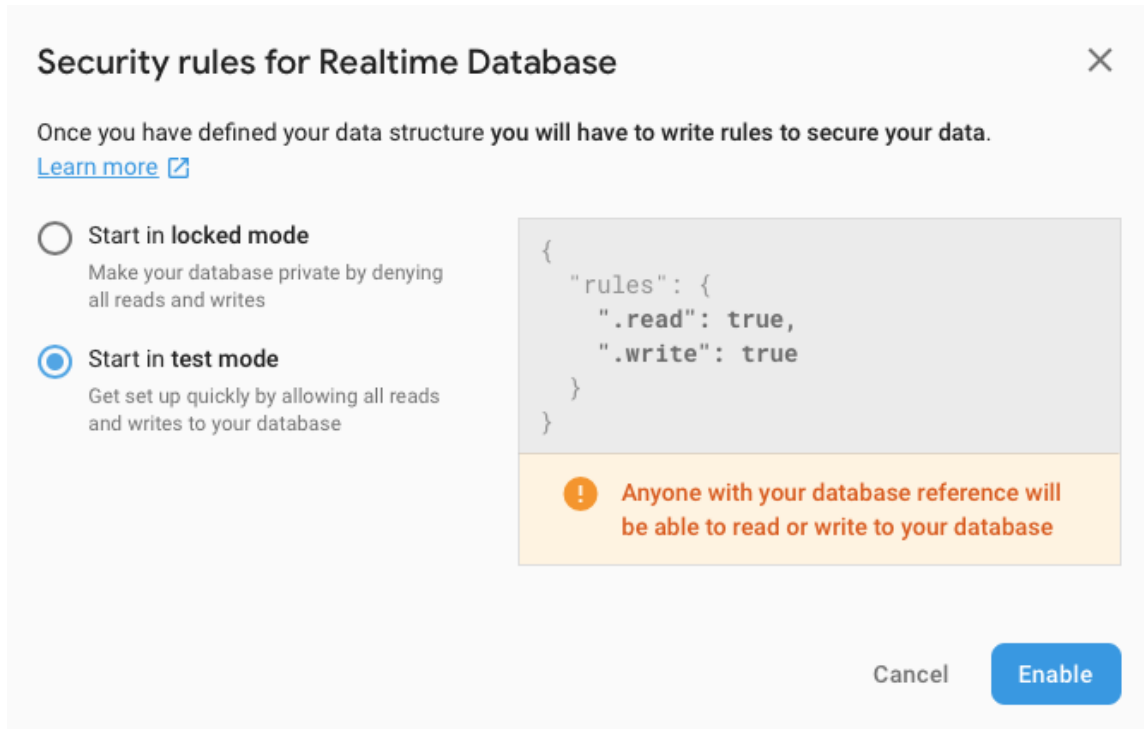 Security rules for Realtime Database
Once you have defined your data structure you will have to write rules to secure your data.
Learn more
Start in locked mode
Make your database private by denying
all reads and writes
Start in test mode
Get set up quickly by allowing all reads
and writes to your database
{
  "rules": {
    ".read": true,
    ".write": true
  }
}
Anyone with your database reference will
be able to read or write to your database
Cancel
Enable